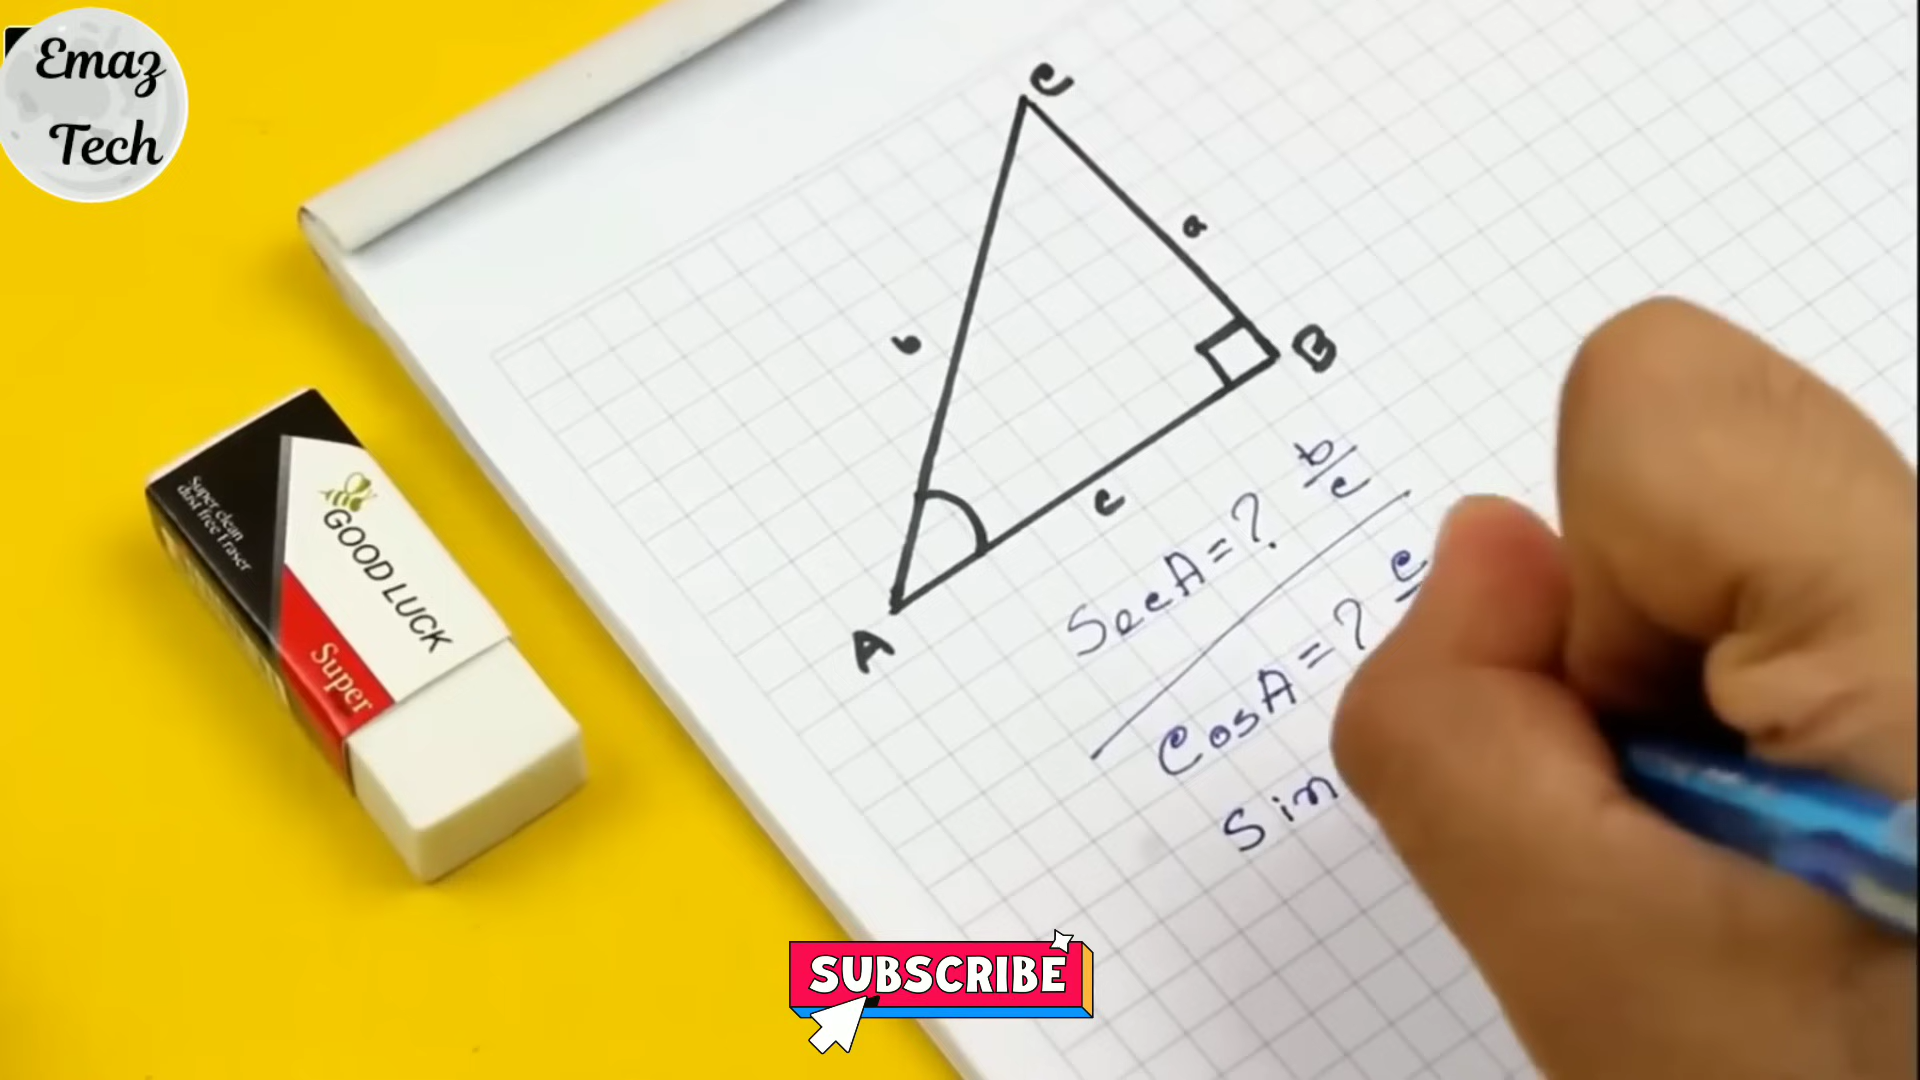 Emaz
Tech
C
a
b
B
c
A
Super clean
dust free Eraser
GOOD LUCK
Super
SecA = ? b/c
CosA = ? c
Sin
SUBSCRIBE